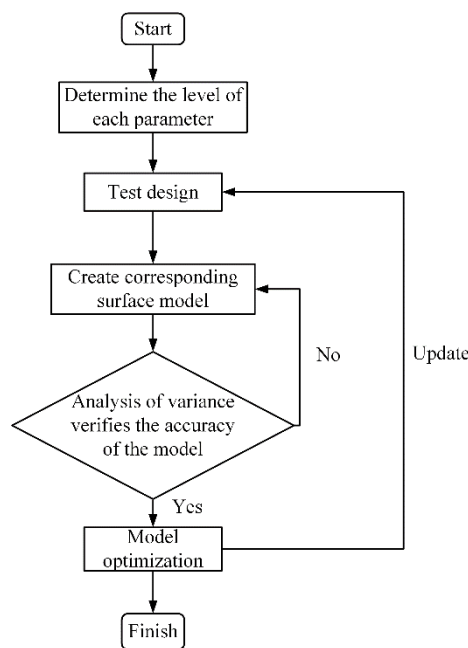 Start
Determine the level of
each parameter
Test design
Create corresponding
surface model
No
Update
Analysis of variance
verifies the accuracy
of the model
Yes
Model
optimization
Finish